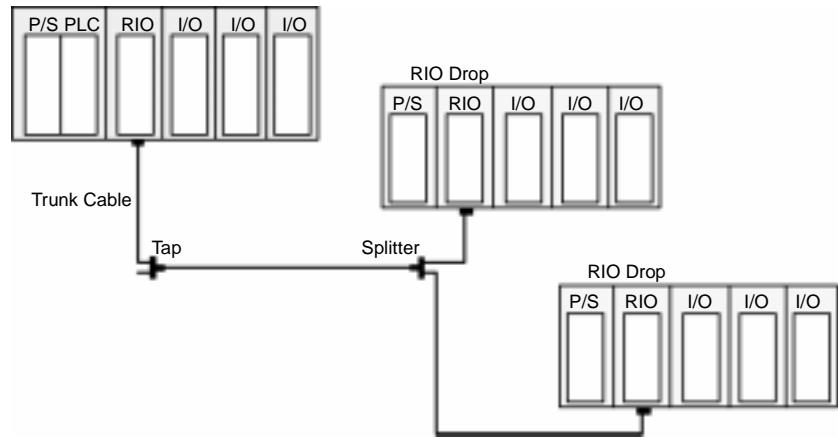 P/S PLC RIO I/O I/O I/O
RIO Drop
P/S RIO I/O I/O I/O
Trunk Cable
Tap
Splitter
RIO Drop
P/S RIO I/O I/O I/O